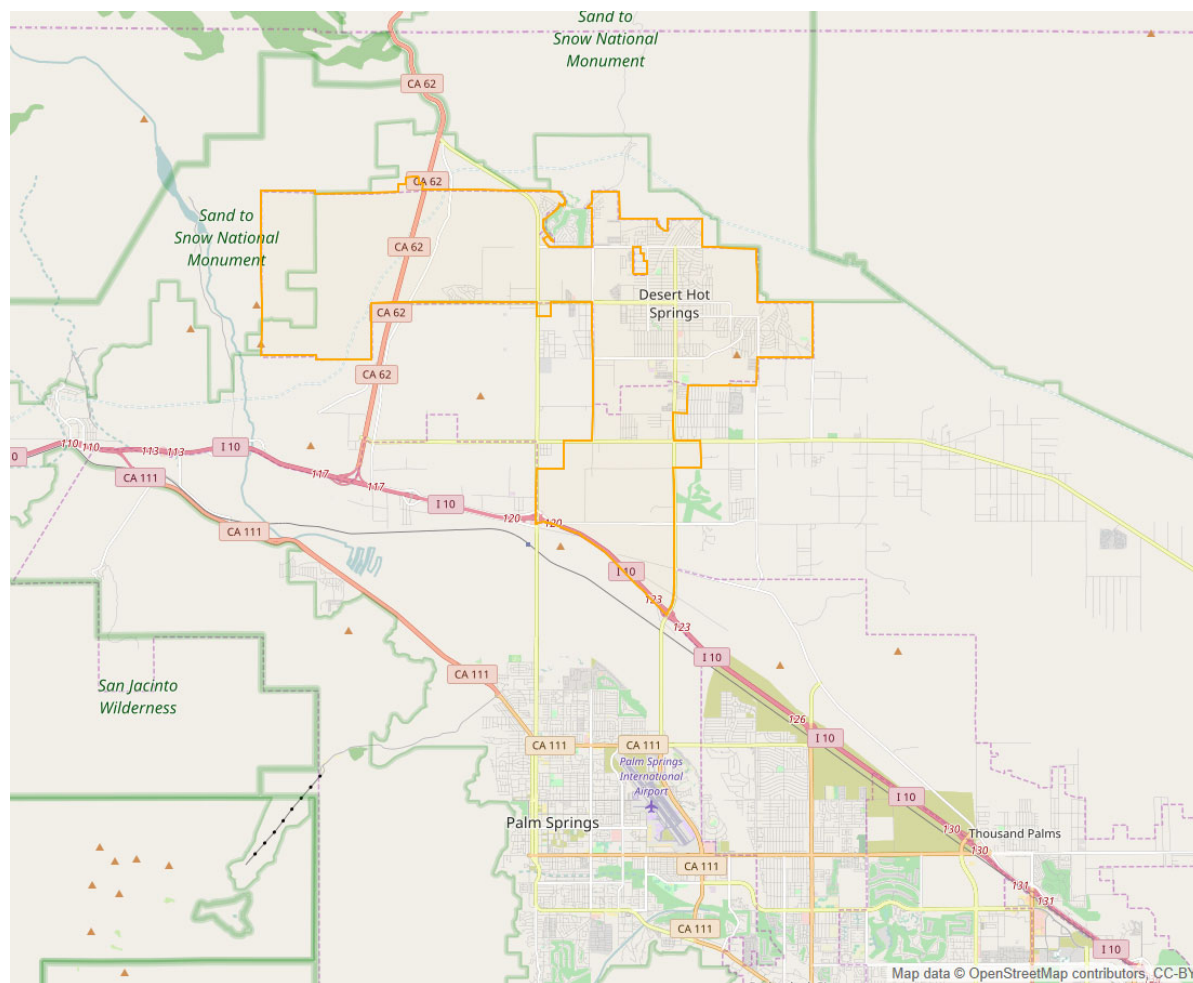 Sand to
Snow National
Monument
CA 62
CA 62
Sand to
Snow National
Monument
CA 62
Desert Hot
Springs
CA 62
CA 62
110
110
113
113
I 10
0
117
117
CA 111
I 10
120
120
CA 111
I 10
123
123
I 10
CA 111
San Jacinto
Wilderness
126
I 10
CA 111
CA 111
Palm Springs
International
Airport
I 10
Palm Springs
130
Thousand Palms
130
CA 111
131
131
CA 111
I 10
Map data © OpenStreetMap contributors, CC-BY